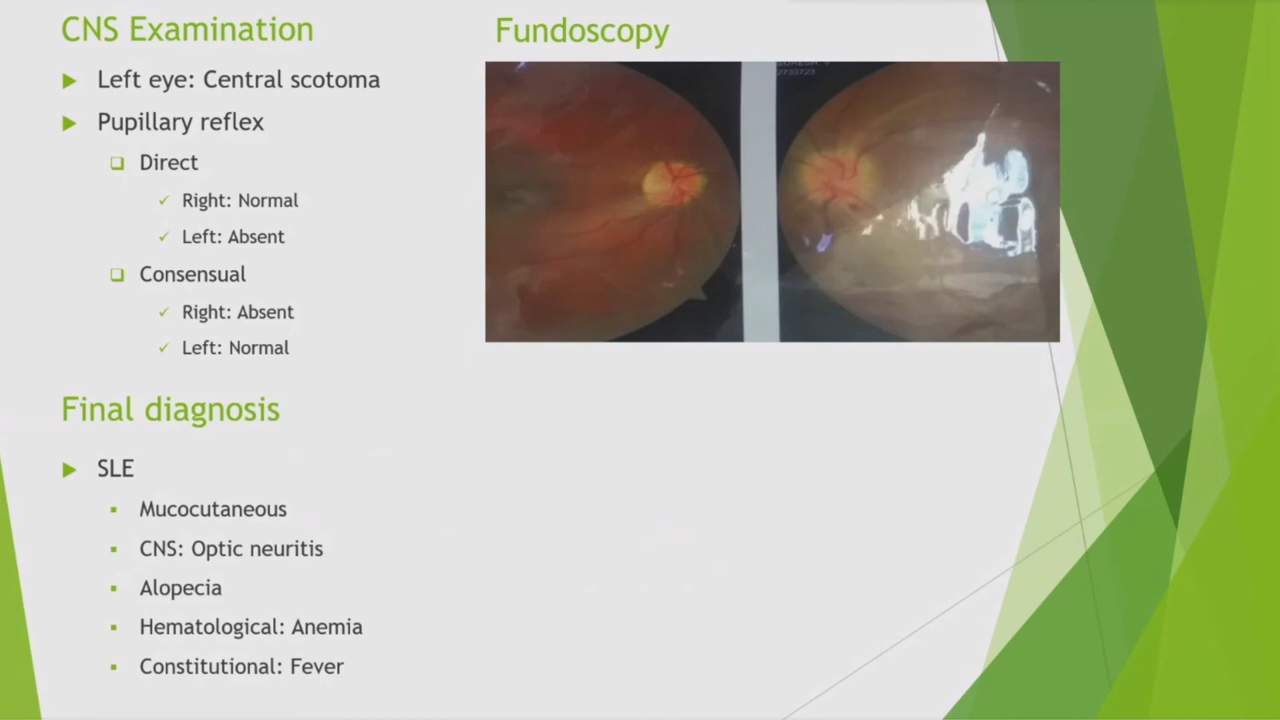 CNS Examination
Left eye: Central scotoma
Pupillary reflex
Direct
Right: Normal
Left: Absent
Consensual
Right: Absent
Left: Normal
Final diagnosis
SLE
Mucocutaneous
CNS: Optic neuritis
Alopecia
Hematological: Anemia
Constitutional: Fever
Fundoscopy
2733723